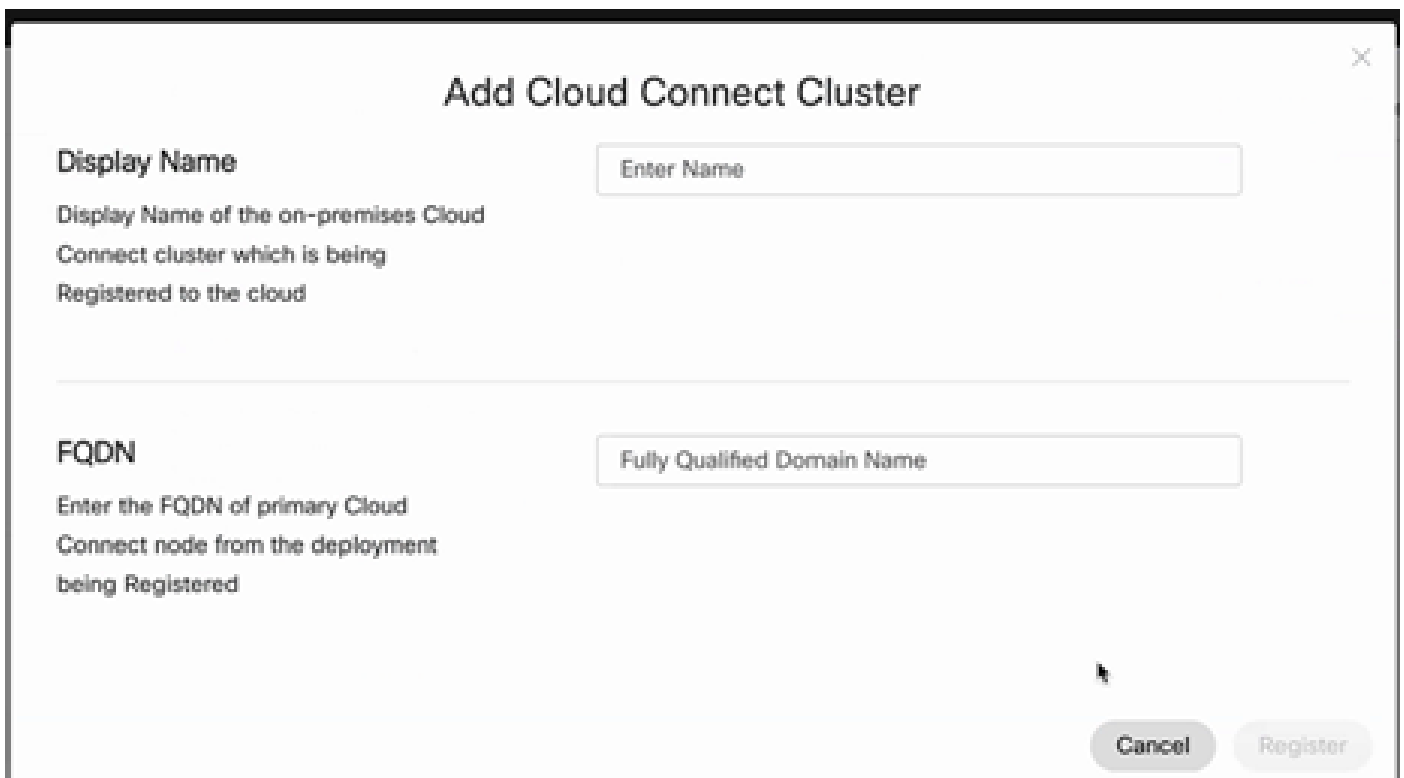 Add Cloud Connect Cluster
Display Name
Enter Name
Display Name of the on-premises Cloud
Connect cluster which is being
Registered to the cloud
FQDN
Fully Qualified Domain Name
Enter the FQDN of primary Cloud
Connect node from the deployment
being Registered
Cancel
Register